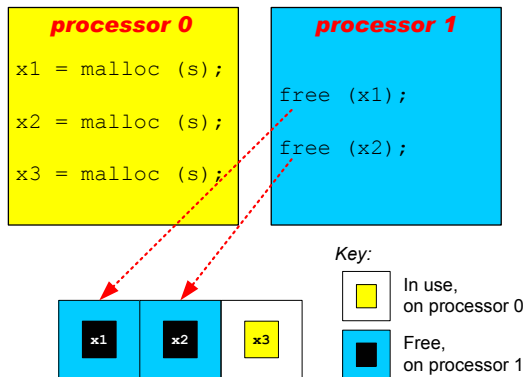 processor 0
x1 = malloc (s);
x2 = malloc (s);
x3 = malloc (s);
processor 1
free (x1);
free (x2);
Key:
In use,
on processor 0
Free,
on processor 1
x1 x2 x3